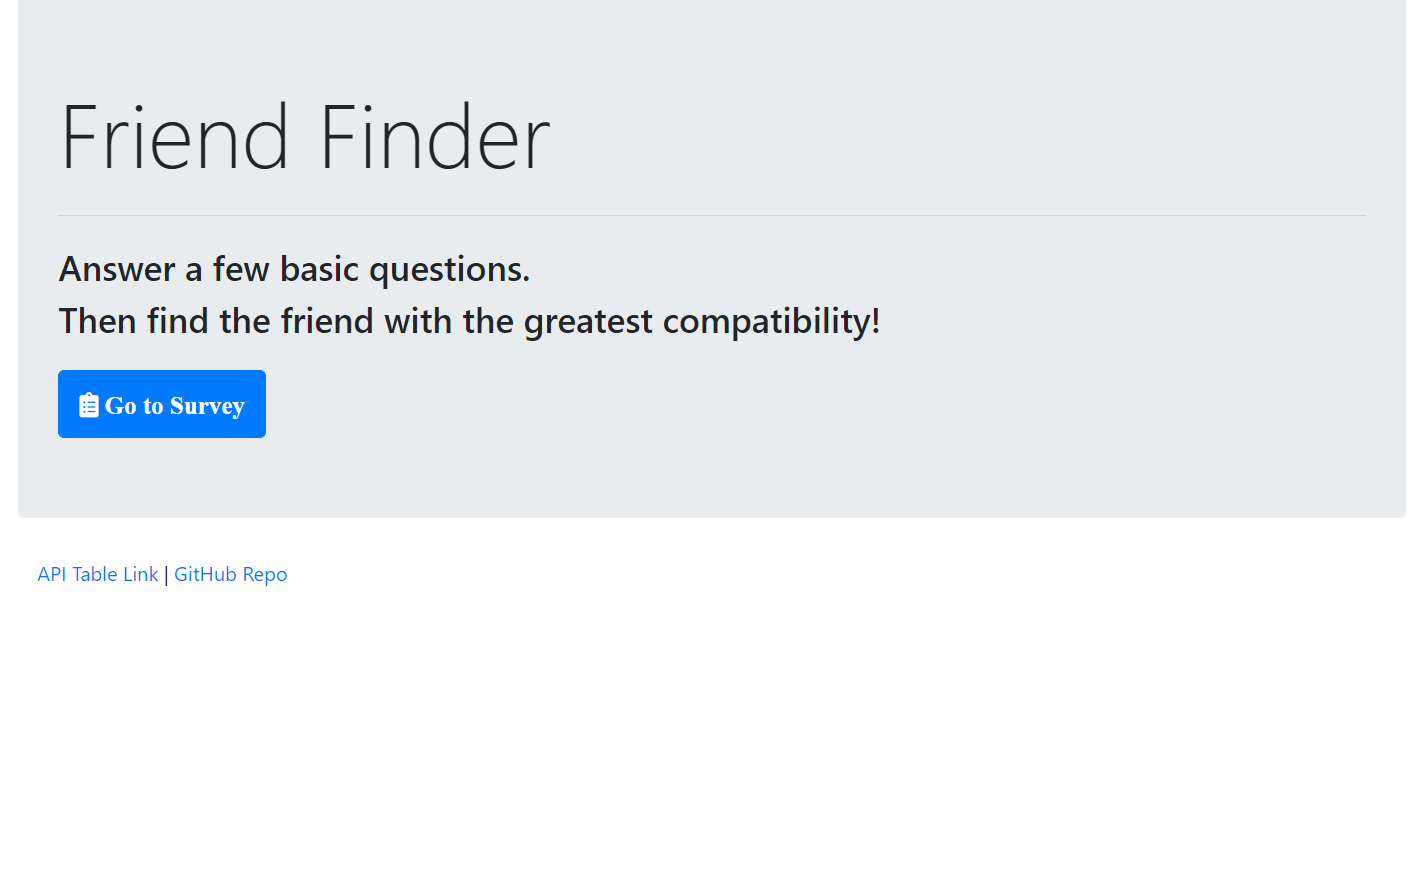 Friend Finder
Answer a few basic questions.
Then find the friend with the greatest compatibility!
Go to Survey
API Table Link | GitHub Repo